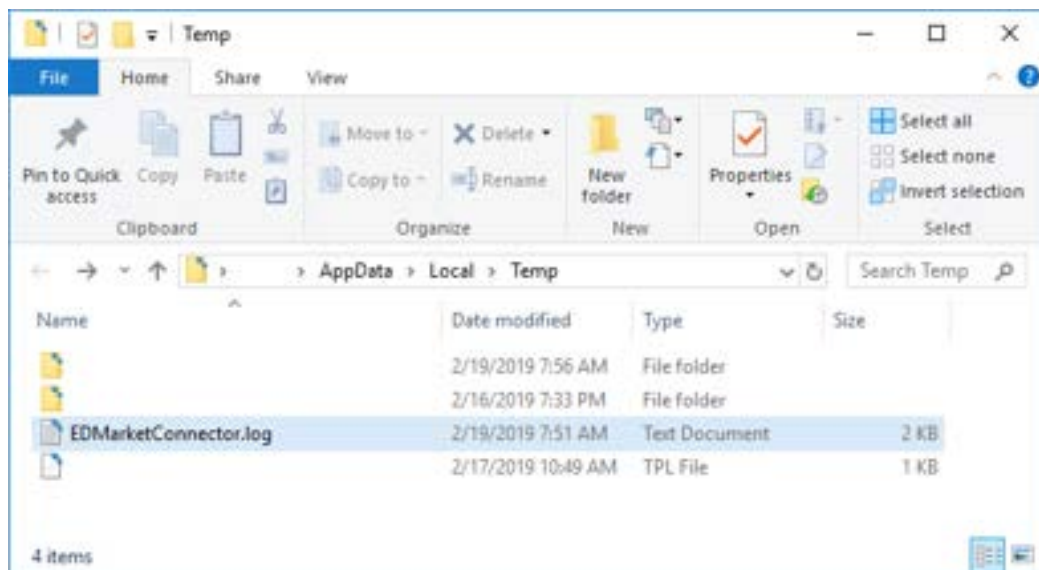 Temp
File Home Share View
Pin to Quick access Copy Paste Move to Copy to Delete Rename New folder Properties Select all Select none Invert selection
Clipboard Organize New Open Select
AppData > Local > Temp Search Temp
Name Date modified Type Size
2/19/2019 7:56 AM File folder
2/16/2019 7:33 PM File folder
EDMarketConnector.log 2/19/2019 7:51 AM Text Document 2 KB
2/17/2019 10:49 AM TPL File 1 KB
4 items